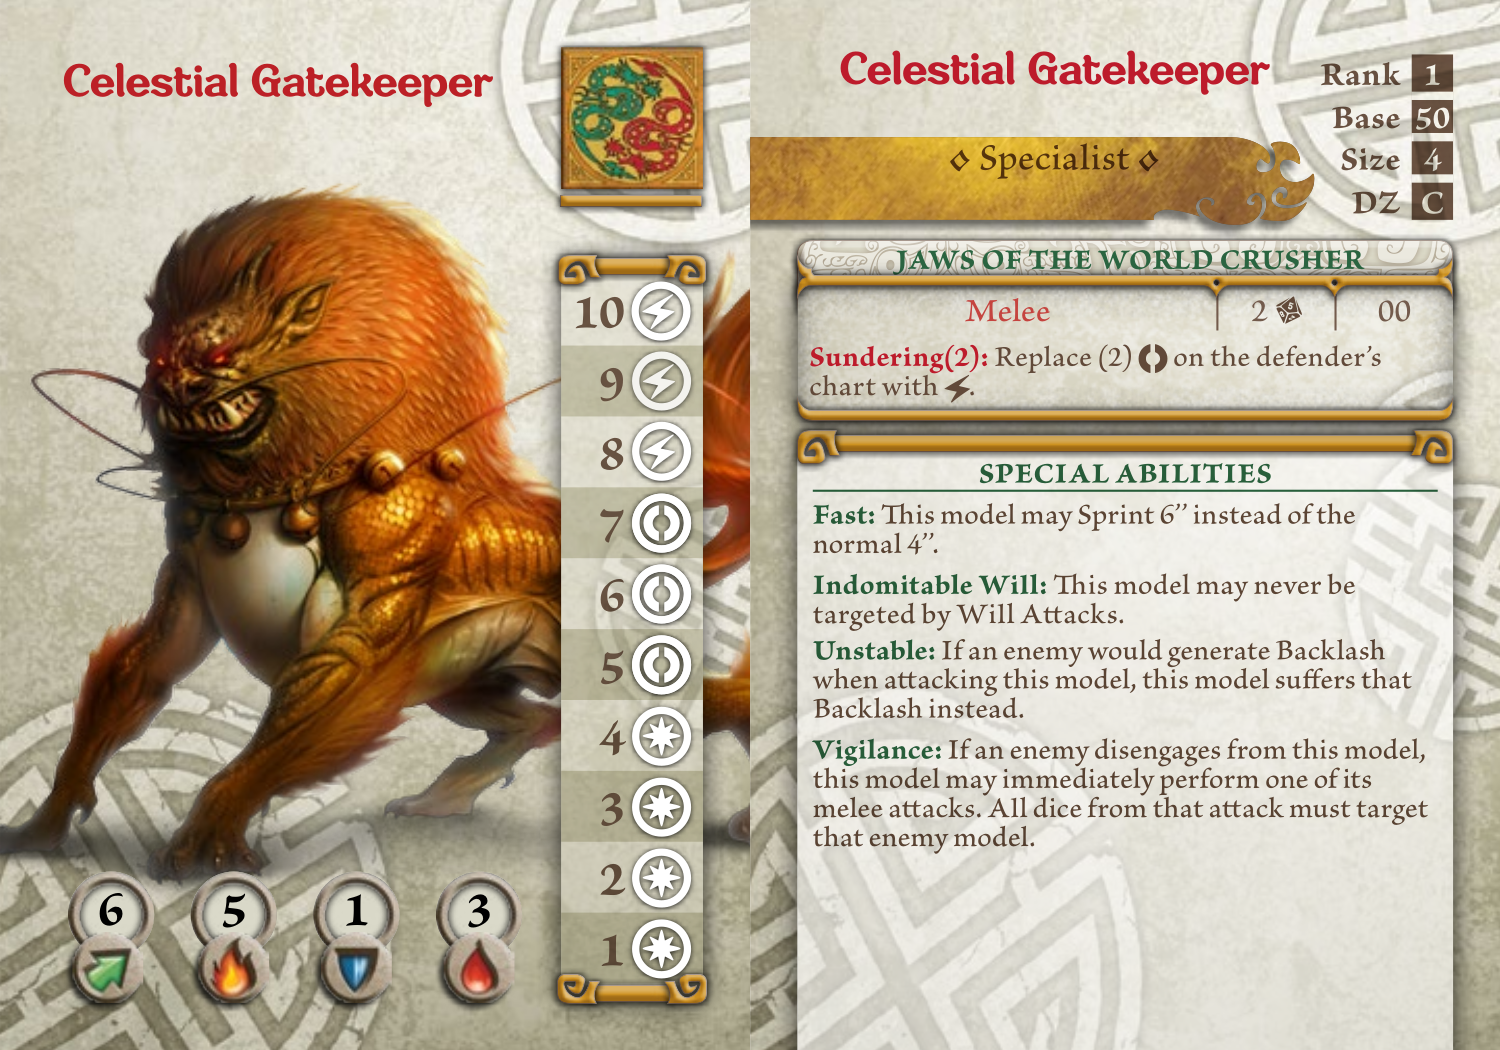 Celestial Gatekeeper
10
9
8
7
6
5
4
3
2
1
6
5
1
3
Celestial Gatekeeper
Rank 1
Base 50
Size 4
DZ C
Specialist
JAWS OF THE WORLD CRUSHER
Melee 2 00
Sundering(2): Replace (2) on the defender's
chart with .
SPECIAL ABILITIES
Fast: This model may Sprint 6” instead of the
normal 4”.
Indomitable Will: This model may never be
targeted by Will Attacks.
Unstable: If an enemy would generate Backlash
when attacking this model, this model suffers that
Backlash instead.
Vigilance: If an enemy disengages from this model,
this model may immediately perform one of its
melee attacks. All dice from that attack must target
that enemy model.